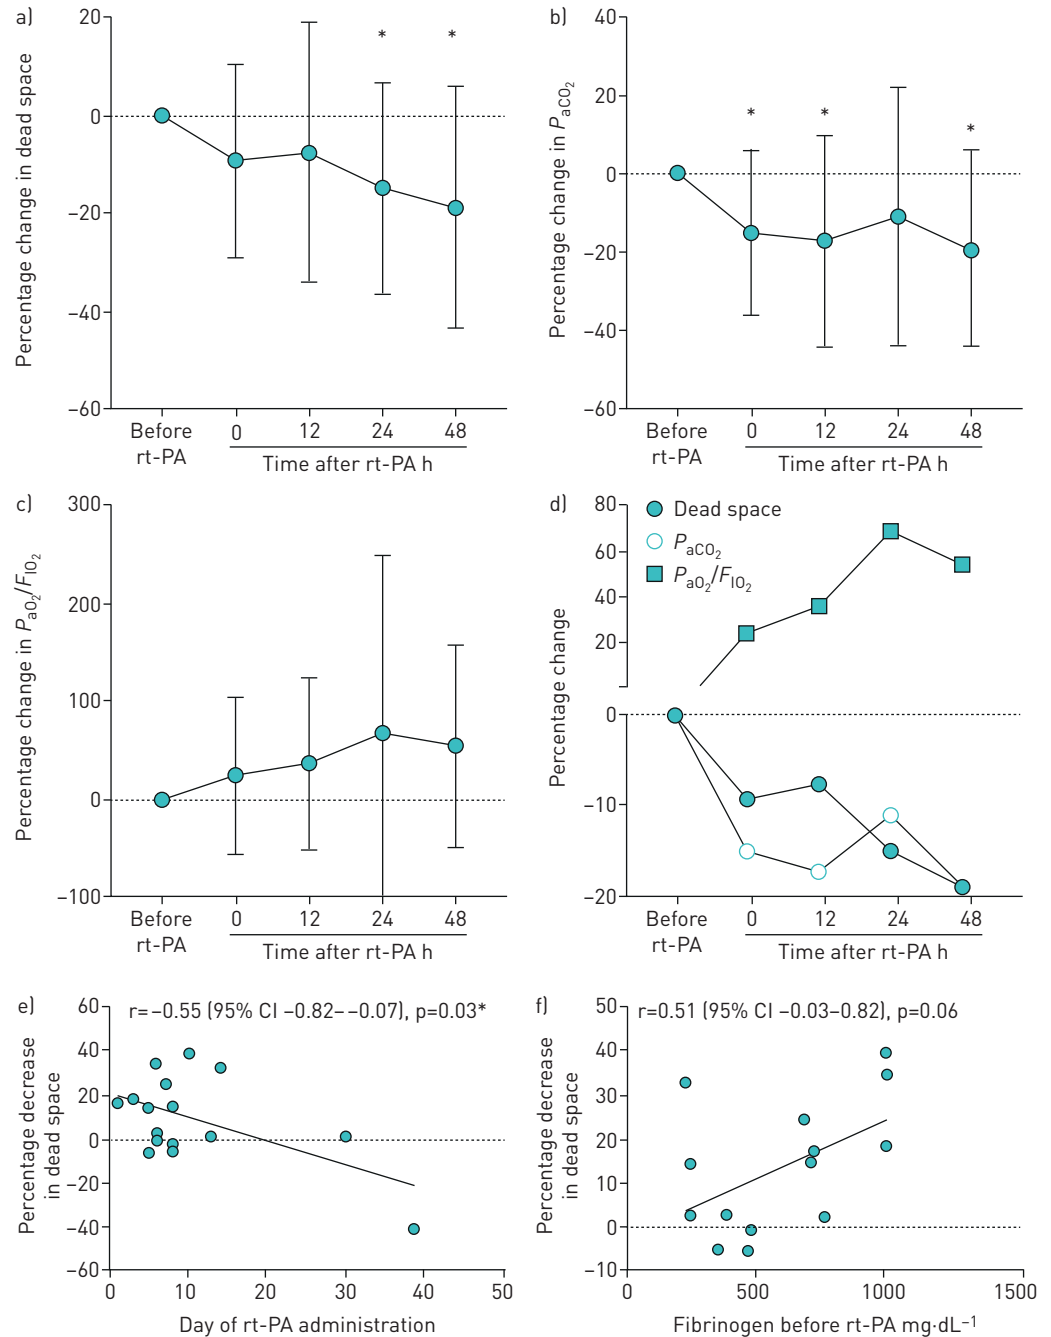 a)
Percentage change in dead space
20
0
−20
−40
−60
*
*
Before
rt-PA
0
12
24
48
Time after rt-PA h
b)
Percentage change in PaCO2
40
20
0
−20
−40
−60
*
*
*
Before
rt-PA
0
12
24
48
Time after rt-PA h
c)
Percentage change in PaO2/FIO2
300
200
100
0
−100
Before
rt-PA
0
12
24
48
Time after rt-PA h
d)
Percentage change
80
60
40
20
0
−10
−20
Dead space
PaCO2
PaO2/FIO2
Before
rt-PA
0
12
24
48
Time after rt-PA h
e)
r=−0.55 (95% CI −0.82–−0.07), p=0.03*
Percentage decrease
in dead space
60
40
20
0
−20
−40
−60
0
10
20
30
40
50
Day of rt-PA administration
f)
r=0.51 (95% CI −0.03–0.82), p=0.06
Percentage decrease
in dead space
50
40
30
20
10
0
−10
0
500
1000
1500
Fibrinogen before rt-PA mg·dL−1